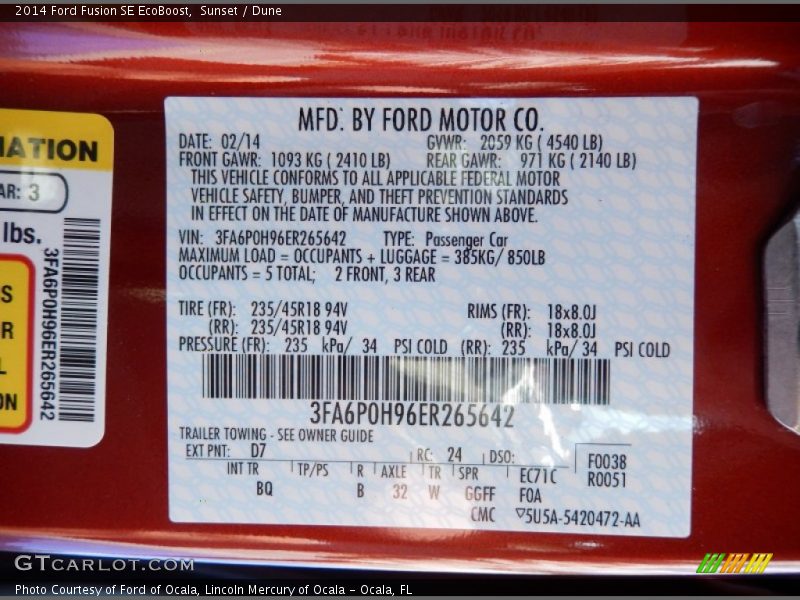 2014 Ford Fusion SE EcoBoost, Sunset / Dune
MATION
AR: 3
lbs.
3FA6P0H96ER265642
MFD. BY FORD MOTOR CO.
DATE: 02/14 GVWR: 2059 KG ( 4540 LB)
FRONT GAWR: 1093 KG ( 2410 LB) REAR GAWR: 971 KG ( 2140 LB)
THIS VEHICLE CONFORMS TO ALL APPLICABLE FEDERAL MOTOR
VEHICLE SAFETY, BUMPER, AND THEFT PREVENTION STANDARDS
IN EFFECT ON THE DATE OF MANUFACTURE SHOWN ABOVE.
VIN: 3FA6P0H96ER265642 TYPE: Passenger Car
MAXIMUM LOAD = OCCUPANTS + LUGGAGE = 385KG/ 850LB
OCCUPANTS = 5 TOTAL; 2 FRONT, 3 REAR
TIRE (FR): 235/45R18 94V RIMS (FR): 18x8.0J
(RR): 235/45R18 94V (RR): 18x8.0J
PRESSURE (FR): 235 kPa/ 34 PSI COLD (RR): 235 kPa/ 34 PSI COLD
3FA6P0H96ER265642
TRAILER TOWING - SEE OWNER GUIDE
EXT PNT: D7 RC: 24 DSO: F0038
INT TR TP/PS R AXLE TR SPR EC71C R0051
BQ B 32 W GGFF F0A
CMC ▽5U5A-5420472-AA
GTCARLOT.COM
Photo Courtesy of Ford of Ocala, Lincoln Mercury of Ocala – Ocala, FL